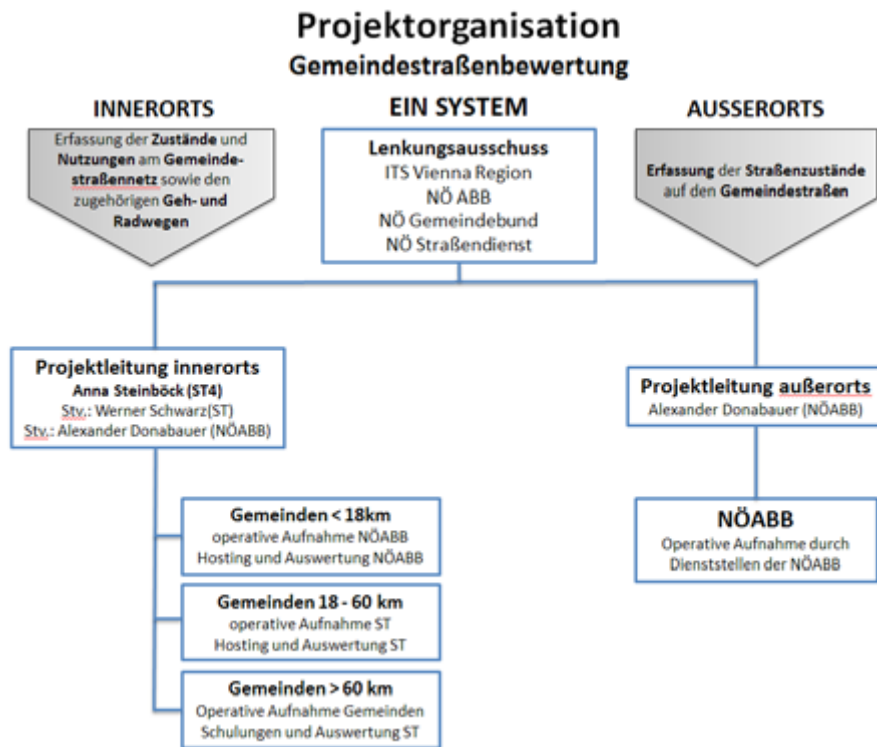 Projektorganisation
Gemeindestraßenbewertung
INNERORTS
Erfassung der Zustände und
Nutzungen am Gemeinde-
straßennetz sowie den
zugehörigen Geh- und
Radwegen
EIN SYSTEM
Lenkungsausschuss
ITS Vienna Region
NÖ ABB
NÖ Gemeindebund
NÖ Straßendienst
AUSSERORTS
Erfassung der Straßenzustände
auf den Gemeindestraßen
Projektleitung innerorts
Anna Steinböck (ST4)
Stv.: Werner Schwarz(ST)
Stv.: Alexander Donabauer (NÖABB)
Gemeinden < 18km
operative Aufnahme NÖABB
Hosting und Auswertung NÖABB
Gemeinden 18 - 60 km
operative Aufnahme ST
Hosting und Auswertung ST
Gemeinden > 60 km
Operative Aufnahme Gemeinden
Schulungen und Auswertung ST
Projektleitung außerorts
Alexander Donabauer (NÖABB)
NÖABB
Operative Aufnahme durch
Dienststellen der NÖABB